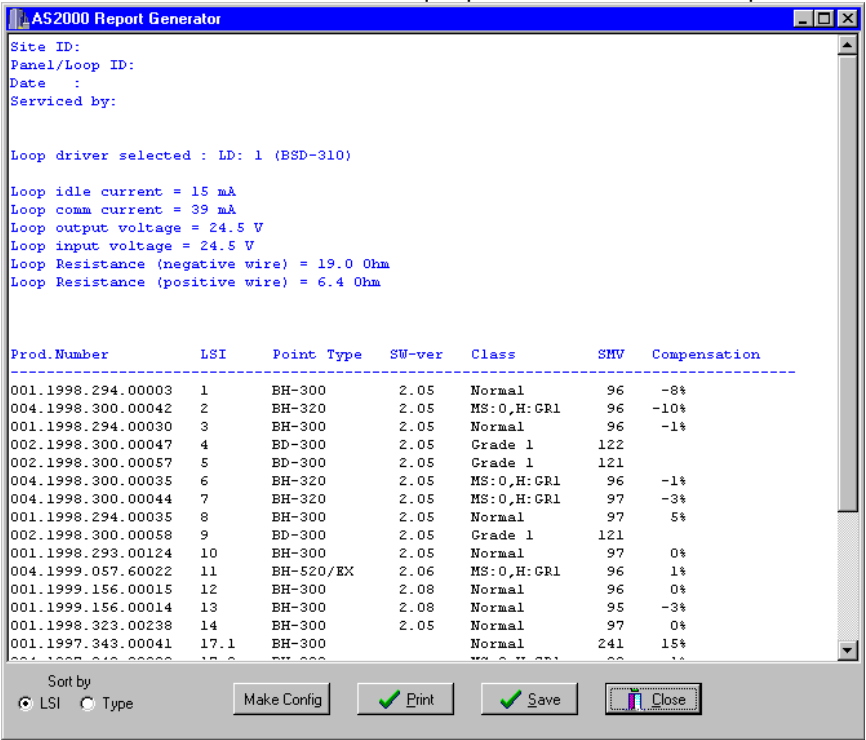 AS2000 Report Generator
Site ID:
Panel/Loop ID:
Date   :
Serviced by:
Loop driver selected : LD: 1 (BSD-310)
Loop idle current = 15 mA
Loop comm current = 39 mA
Loop output voltage = 24.5 V
Loop input voltage = 24.5 V
Loop Resistance (negative wire) = 19.0 Ohm
Loop Resistance (positive wire) = 6.4 Ohm
Prod.Number LSI Point Type SW-ver Class SMV Compensation
001.1998.294.00003 1 BH-300 2.05 Normal 96 -8%
004.1998.300.00042 2 BH-320 2.05 MS:0,H:GR1 96 -10%
001.1998.294.00030 3 BH-300 2.05 Normal 96 -1%
002.1998.300.00047 4 BD-300 2.05 Grade 1 122
002.1998.300.00057 5 BD-300 2.05 Grade 1 121
004.1998.300.00035 6 BH-320 2.05 MS:0,H:GR1 96 -1%
004.1998.300.00044 7 BH-320 2.05 MS:0,H:GR1 97 -3%
001.1998.294.00035 8 BH-300 2.05 Normal 97 5%
002.1998.300.00058 9 BD-300 2.05 Grade 1 121
001.1998.293.00124 10 BH-300 2.05 Normal 97 0%
004.1999.057.60022 11 BH-520/EX 2.06 MS:0,H:GR1 96 1%
001.1999.156.00015 12 BH-300 2.08 Normal 96 0%
001.1999.156.00014 13 BH-300 2.08 Normal 95 -3%
001.1998.323.00238 14 BH-300 2.05 Normal 97 0%
001.1997.343.00041 17.1 BH-300 Normal 241 15%
Sort by
LSI Type Make Config Print Save Close